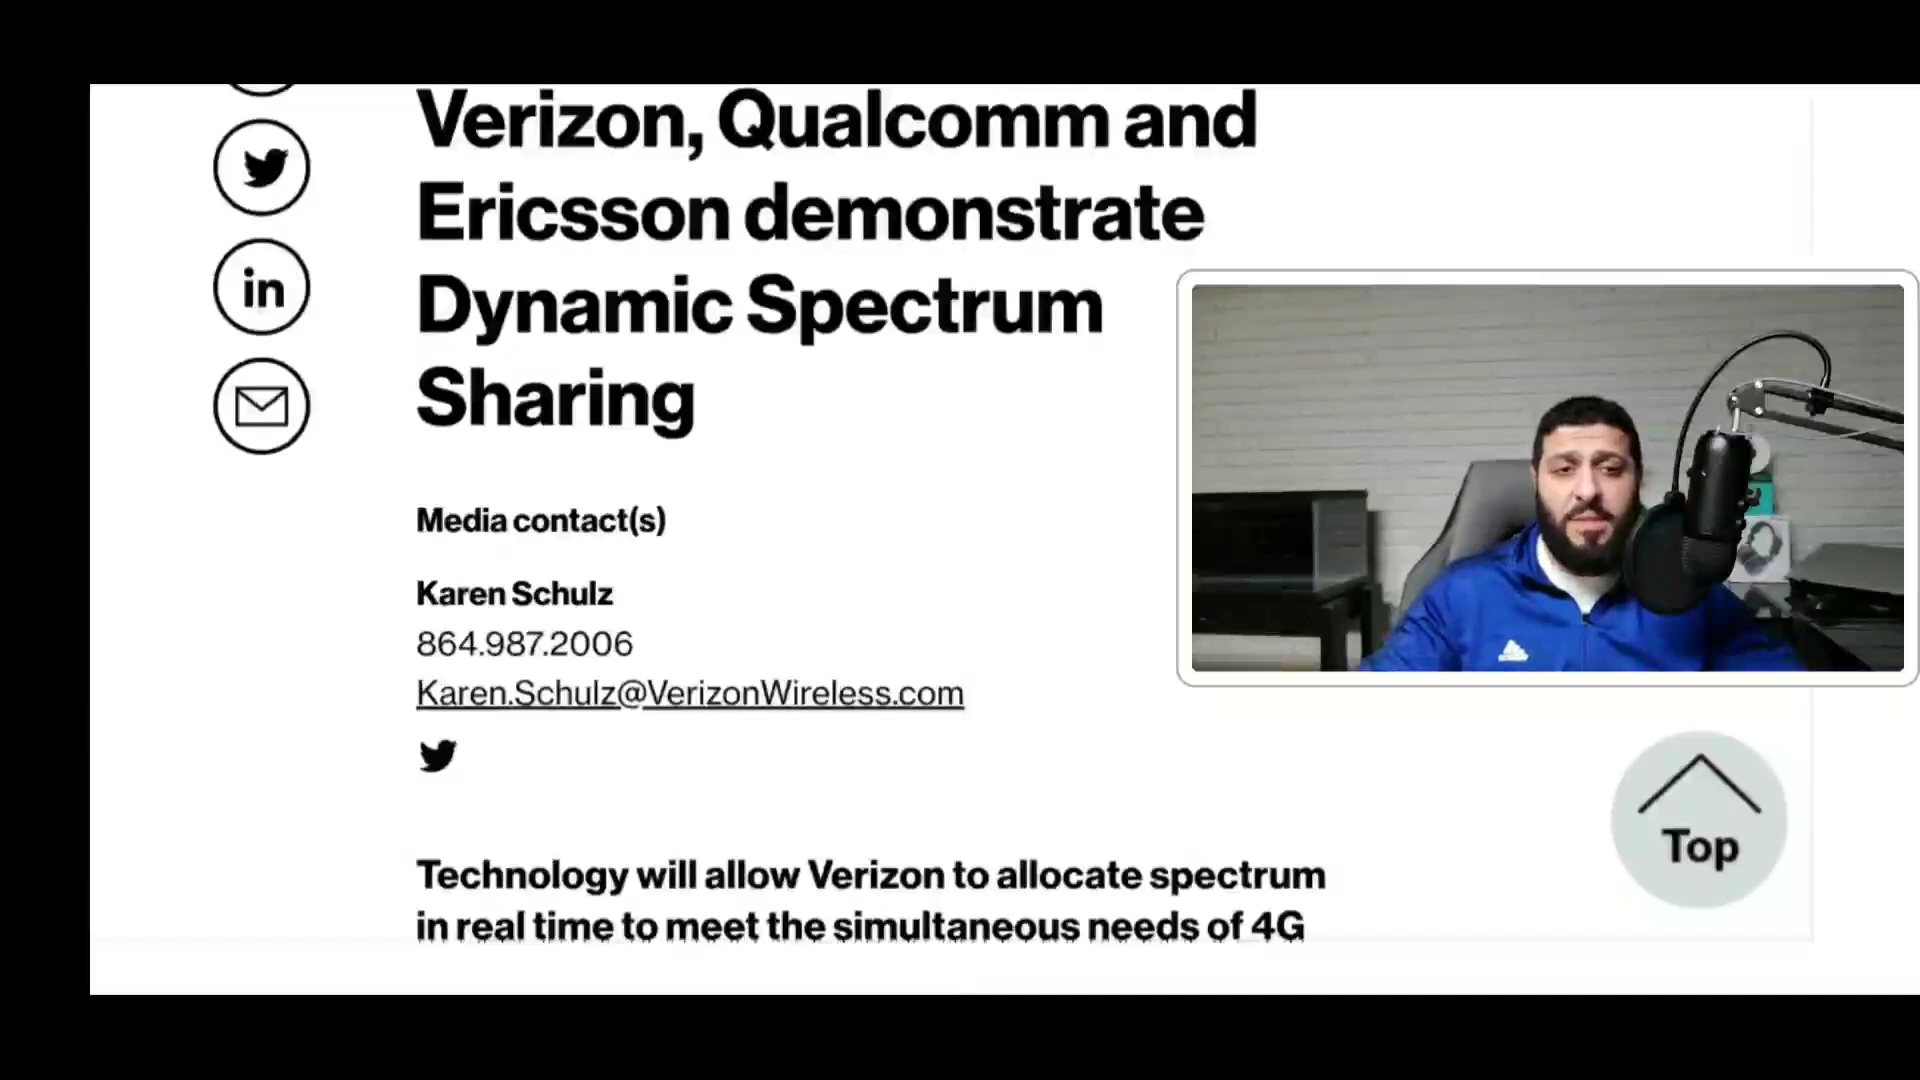 Verizon, Qualcomm and
Ericsson demonstrate
Dynamic Spectrum
Sharing
in
Media contact(s)
Karen Schulz
864.987.2006
Karen.Schulz@VerizonWireless.com
Top
Technology will allow Verizon to allocate spectrum
in real time to meet the simultaneous needs of 4G